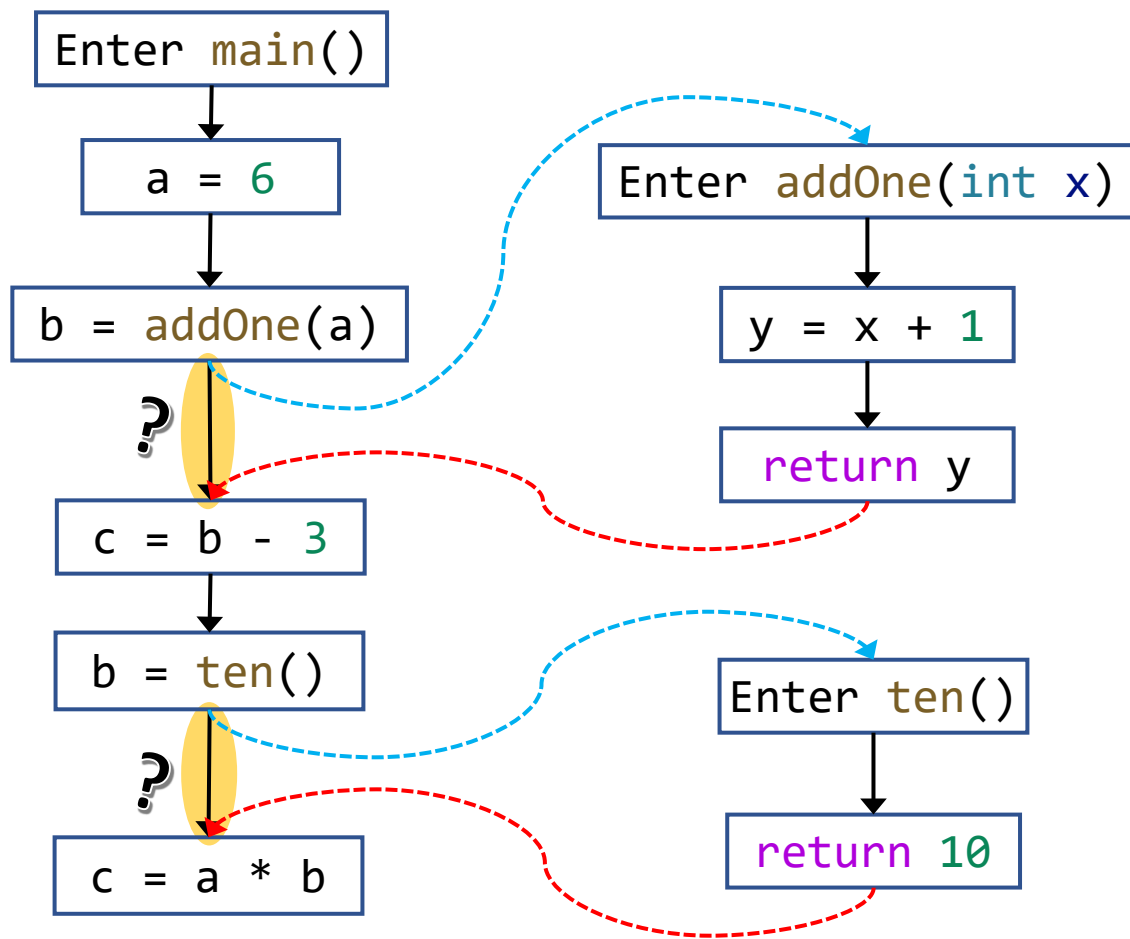 Enter main()
a = 6
b = addOne(a)
?
c = b - 3
b = ten()
?
c = a * b
Enter addOne(int x)
y = x + 1
return y
Enter ten()
return 10